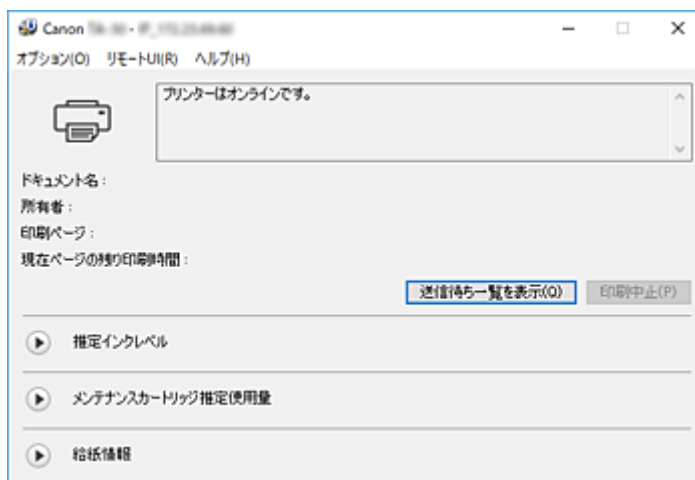 Canon
オプション(O) リモートUI(R) ヘルプ(H)
プリンターはオンラインです。
ドキュメント名 :
所有者 :
印刷ページ :
現在ページの残り印刷時間 :
送信待ち一覧を表示(Q) 印刷中止(P)
推定インクレベル
メンテナンスカートリッジ推定使用量
給紙情報